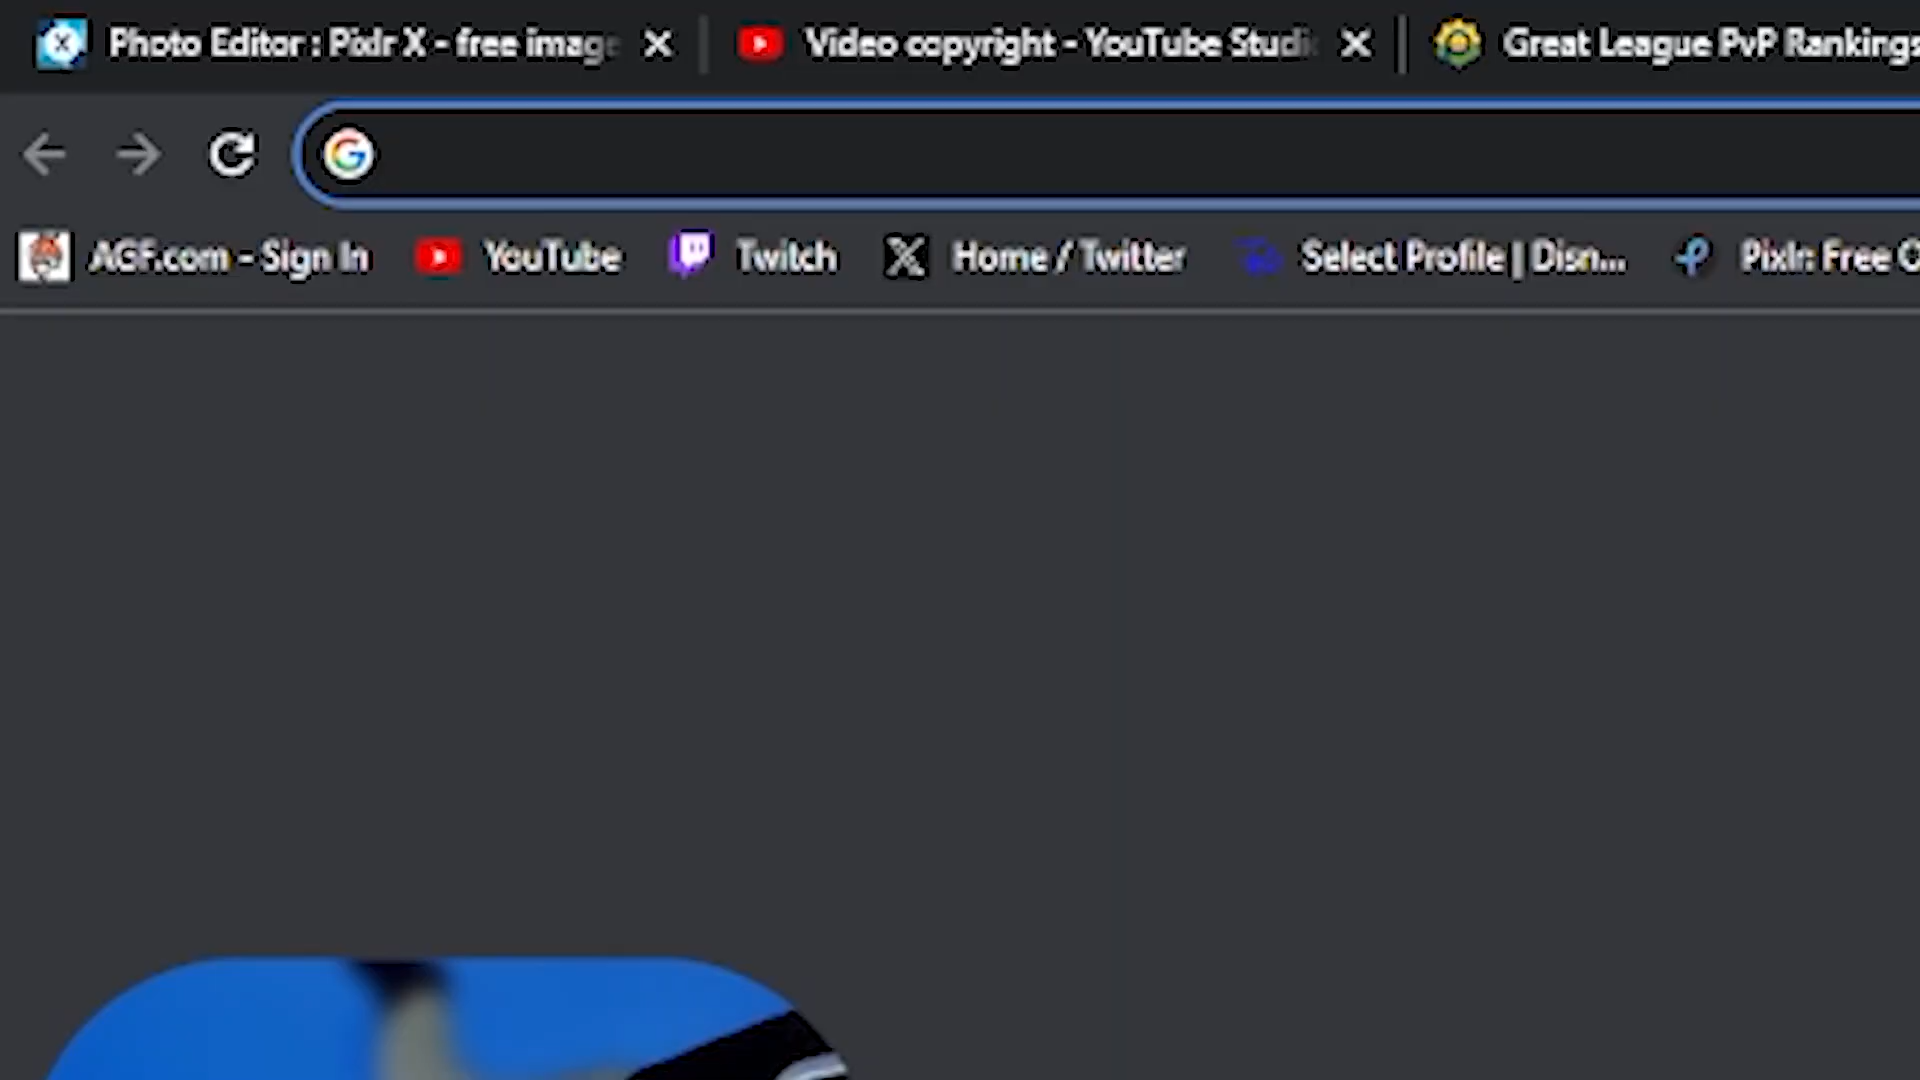 Photo Editor : Pixlr X - free image
Video copyright - YouTube Studi
Great League PvP Rankings
AGF.com - Sign In
YouTube
Twitch
Home / Twitter
Select Profile | Disn...
Pixlr: Free